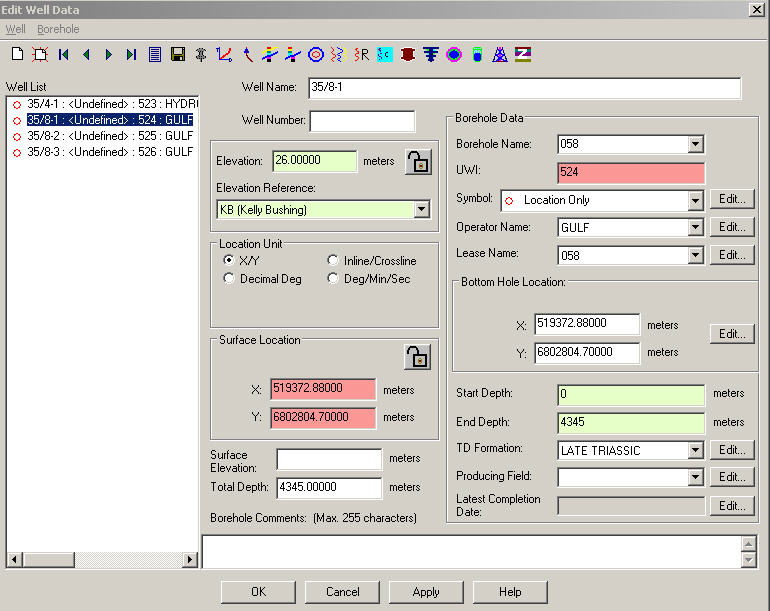 Edit Well Data
Well Borehole
Well List
35/4-1 : <Undefined> : 523 : HYDR
35/8-1 : <Undefined> : 524 : GULF
35/8-2 : <Undefined> : 525 : GULF
35/8-3 : <Undefined> : 526 : GULF
Well Name: 35/8-1
Well Number:
Elevation: 26.00000 meters
Elevation Reference:
KB (Kelly Bushing)
Location Unit
X/Y Inline/Crossline
Decimal Deg Deg/Min/Sec
Surface Location
X: 519372.88000 meters
Y: 6802804.70000 meters
Surface
Elevation: meters
Total Depth: 4345.00000 meters
Borehole Comments: (Max. 255 characters)
Borehole Data
Borehole Name: 058
UWI: 524
Symbol: Location Only Edit...
Operator Name: GULF Edit...
Lease Name: 058 Edit...
Bottom Hole Location:
X: 519372.88000 meters
Edit...
Y: 6802804.70000 meters
Start Depth: 0 meters
End Depth: 4345 meters
TD Formation: LATE TRIASSIC Edit...
Producing Field: Edit...
Latest Completion
Date: Edit...
OK Cancel Apply Help